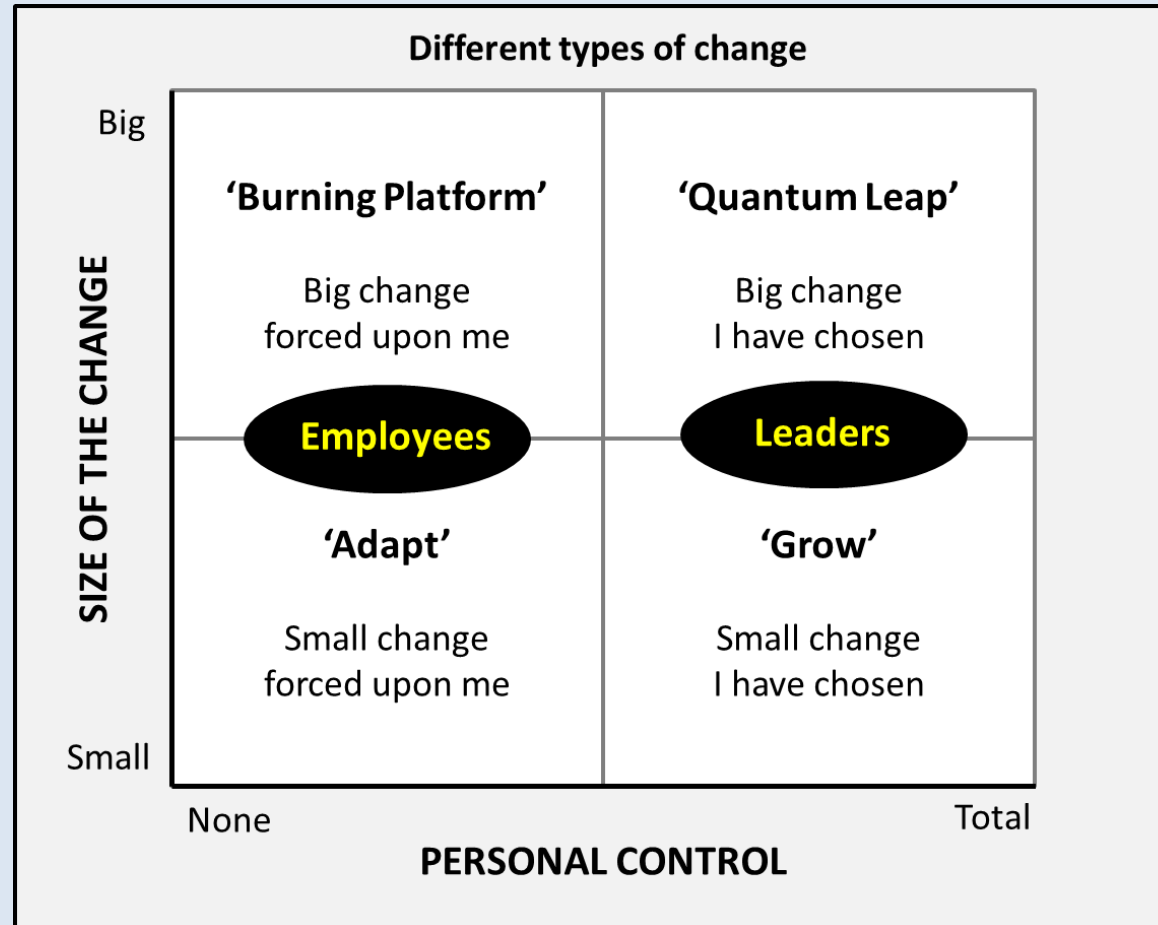 Different types of change
Big
‘Burning Platform’
‘Quantum Leap’
Big change
forced upon me
Big change
I have chosen
SIZE OF THE CHANGE
Employees
Leaders
‘Adapt’
‘Grow’
Small change
forced upon me
Small change
I have chosen
Small
None
Total
PERSONAL CONTROL